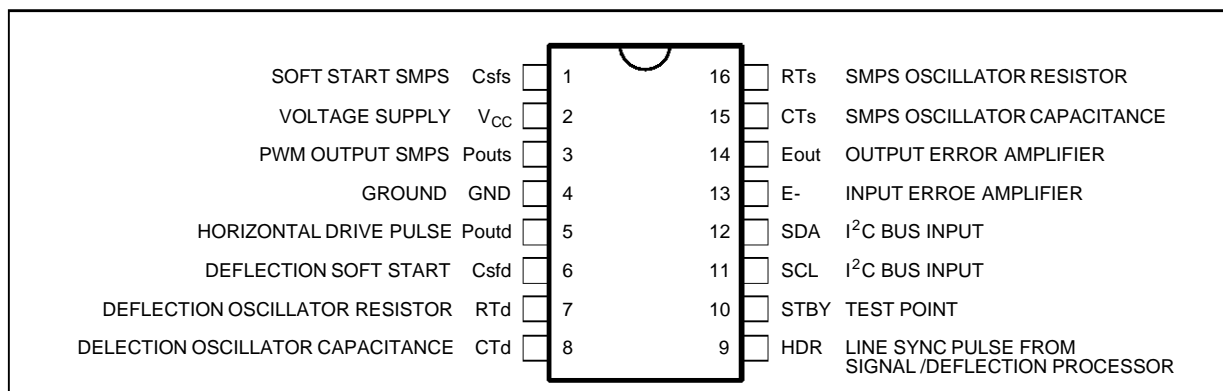 SOFT START SMPS Csfs 1 16 RTs SMPS OSCILLATOR RESISTOR
VOLTAGE SUPPLY VCC 2 15 CTs SMPS OSCILLATOR CAPACITANCE
PWM OUTPUT SMPS Pouts 3 14 Eout OUTPUT ERROR AMPLIFIER
GROUND GND 4 13 E- INPUT ERROE AMPLIFIER
HORIZONTAL DRIVE PULSE Poutd 5 12 SDA I²C BUS INPUT
DEFLECTION SOFT START Csfd 6 11 SCL I²C BUS INPUT
DEFLECTION OSCILLATOR RESISTOR RTd 7 10 STBY TEST POINT
DELECTION OSCILLATOR CAPACITANCE CTd 8 9 HDR LINE SYNC PULSE FROM
SIGNAL/DEFLECTION PROCESSOR